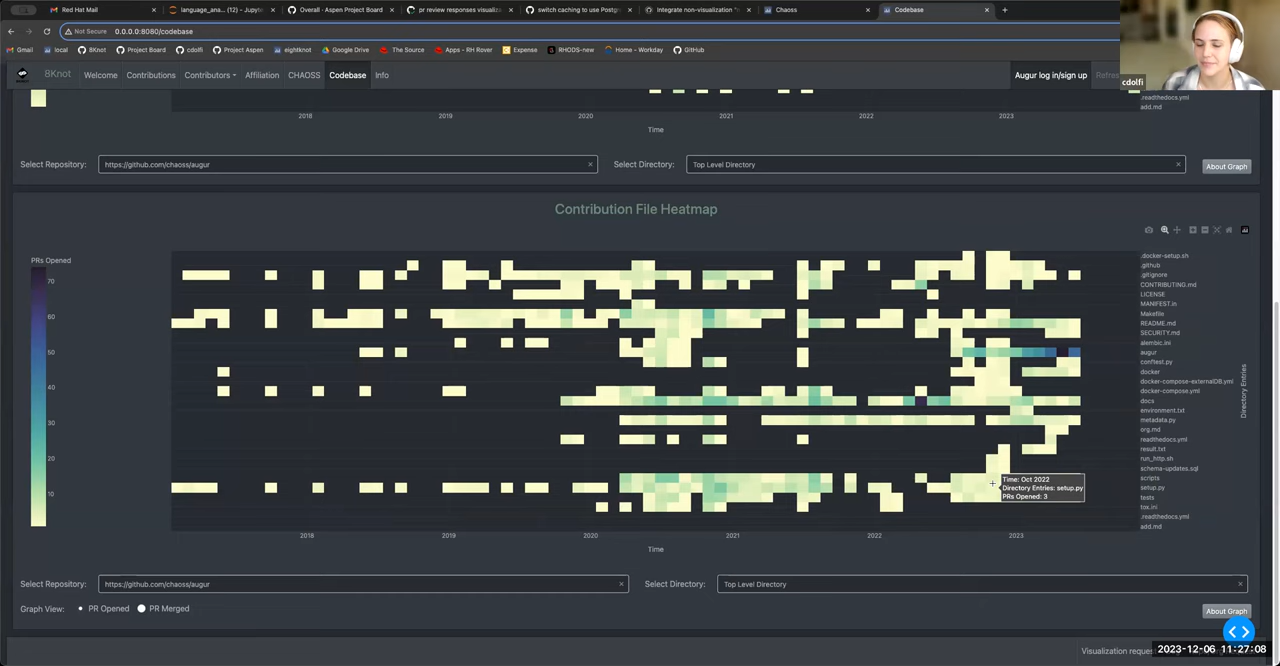 Red Hat Mail
language_ana... (12) - Jupyte
Overall · Aspen Project Board
pr review responses visualiz
switch caching to use Postgr
Integrate non-visualization "
Chaoss
Codebase
Not Secure
0.0.0.0:8080/codebase
Gmail
local
8Knot
Project Board
cdolfi
Project Aspen
eightknot
Google Drive
The Source
Apps - RH Rover
Expense
RHODS-new
Home - Workday
GitHub
8Knot
Welcome
Contributions
Contributors
Affiliation
CHAOSS
Codebase
Info
Augur log in/sign up
Refres
cdolfi
.readthedocs.yml
add.md
2018
2019
2020
2021
2022
2023
Time
Select Repository:
https://github.com/chaoss/augur
Select Directory:
Top Level Directory
About Graph
Contribution File Heatmap
PRs Opened
70
60
50
40
30
20
10
.docker-setup.sh
.github
.gitignore
CONTRIBUTING.md
LICENSE
MANIFEST.in
Makefile
README.md
SECURITY.md
alembic.ini
augur
conftest.py
docker
docker-compose-externalDB.yml
docker-compose.yml
docs
environment.txt
metadata.py
org.md
readthedocs.yml
result.txt
run_http.sh
schema-updates.sql
scripts
setup.py
tests
tox.ini
.readthedocs.yml
add.md
Directory Entries
Time: Oct 2022
Directory Entries: setup.py
PRs Opened: 3
2018
2019
2020
2021
2022
2023
Time
Select Repository:
https://github.com/chaoss/augur
Select Directory:
Top Level Directory
Graph View:
PR Opened
PR Merged
About Graph
Visualization reque
2023-12-06 11:27:08